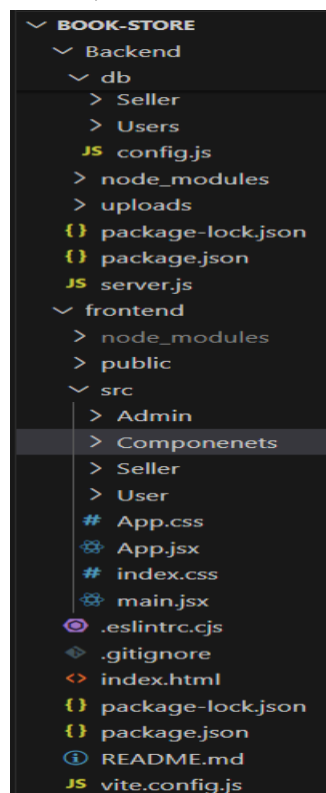 BOOK-STORE
Backend
db
Seller
Users
JS config.js
node_modules
uploads
{} package-lock.json
{} package.json
JS server.js
frontend
node_modules
public
src
Admin
Componenets
Seller
User
# App.css
App.jsx
# index.css
main.jsx
.eslintrc.cjs
.gitignore
<> index.html
{} package-lock.json
{} package.json
README.md
JS vite.config.js